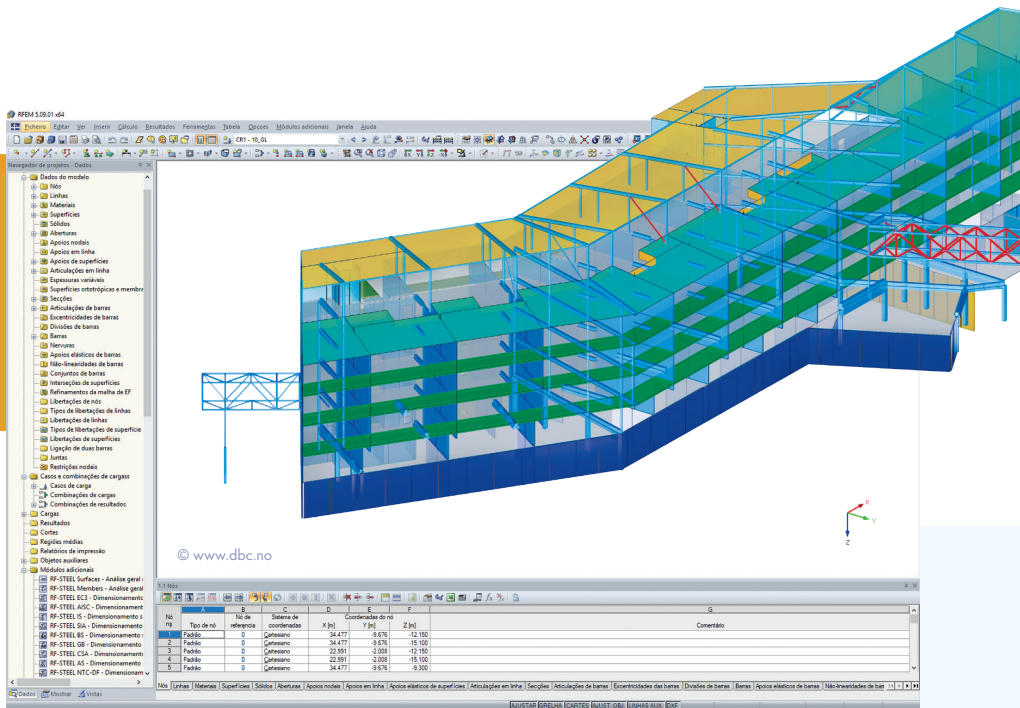 RFEM 5.09.01 x64
Ficheiro Editar Ver Inserir Cálculo Resultados Ferramentas Tabela Opcoes Módulos adicionais Janela Ajuda
CR1 - 10_GL
Navegador de projetos - Dados
Dados do modelo
Nós
Linhas
Materiais
Superfícies
Sólidos
Aberturas
Apoios nodais
Apoios em linha
Apoios de superfícies
Articulações em linha
Espessuras variáveis
Superfícies ortotrópicas e membra
Secções
Articulações de barras
Excentricidades de barras
Divisões de barras
Barras
Nervuras
Apoios elásticos de barras
Não-linearidades de barras
Conjuntos de barras
Interseções de superfícies
Refinamentos da malha de EF
Libertações de nós
Tipos de libertações de linhas
Libertações de linhas
Tipos de libertações de superfície
Libertações de superfícies
Ligação de duas barras
Juntas
Restrições nodais
Casos e combinações de cargass
Casos de carga
Combinações de cargas
Combinações de resultados
Cargas
Resultados
Cortes
Regiões médias
Relatórios de impressão
Objetos auxiliares
Módulos adicionais
RF-STEEL Surfaces - Análise geral
RF-STEEL Members - Análise geral
RF-STEEL EC3 - Dimensionamento
RF-STEEL AISC - Dimensionament
RF-STEEL IS - Dimensionamento s
RF-STEEL SIA - Dimensionamento
RF-STEEL BS - Dimensionamento
RF-STEEL GB - Dimensionamento
RF-STEEL CSA - Dimensionamento
RF-STEEL AS - Dimensionamento
RF-STEEL NTC-DF - Dimensionam
Dados Mostrar Vistas
© www.dbc.no
X
Y
Z
1.1 Nós
A B C D E F G
Nó Nó de Sistema de Coordenadas do nó
Tipo de nó referencia coordenadas X [m] Y [m] Z [m] Comentário
1 Padrão 0 Cartesiano 34.477 -9.676 -12.150
2 Padrão 0 Cartesiano 34.477 -9.676 -15.100
3 Padrão 0 Cartesiano 22.991 -2.008 -12.150
4 Padrão 0 Cartesiano 22.991 -2.008 -15.100
5 Padrão 0 Cartesiano 34.477 -9.676 -9.300
Nós Linhas Materiais Superfícies Sólidos Aberturas Apoios nodais Apoios em linha Apoios elásticos de superfícies Articulações em linha Secções Articulações de barras Excentricidades das barras Divisões de barras Barras Apoios elásticos de barras Não-linearidades de bar
AJUSTAR GRELHA CARTES AJUST OBJ LINHAS AUX DXF